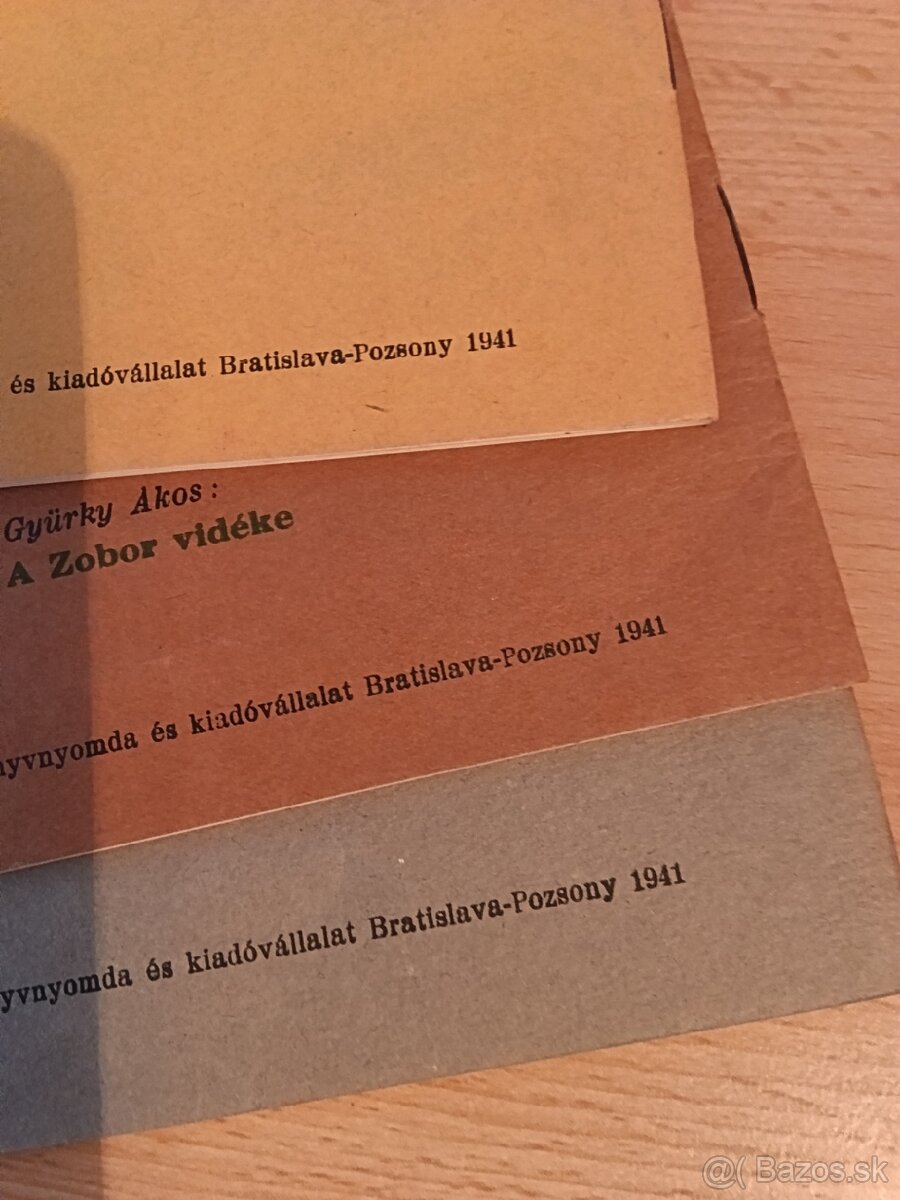 és kiadóvállalat Bratislava-Pozsony 1941
Gyürky Ákos:
A Zobor vidéke
yvnyomda és kiadóvállalat Bratislava-Pozsony 1941
yvnyomda és kiadóvállalat Bratislava-Pozsony 1941
@( Bazos.sk